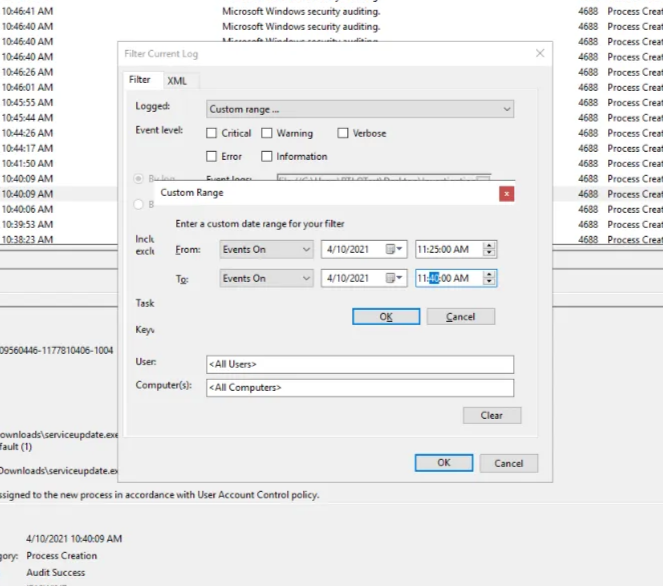 10:46:41 AM Microsoft Windows security auditing. 4688 Process Creat
10:46:40 AM Microsoft Windows security auditing. 4688 Process Creat
10:46:40 AM Microsoft Windows security auditing. 4688 Process Creat
10:46:40 AM 4688 Process Creat
10:46:26 AM 4688 Process Creat
10:46:01 AM 4688 Process Creat
10:45:55 AM 4688 Process Creat
10:45:44 AM 4688 Process Creat
10:44:26 AM 4688 Process Creat
10:44:17 AM 4688 Process Creat
10:41:50 AM 4688 Process Creat
10:40:09 AM 4688 Process Creat
10:40:09 AM 4688 Process Creat
10:40:06 AM 4688 Process Creat
10:39:53 AM 4688 Process Creat
10:38:23 AM 4688 Process Creat
Filter Current Log
Filter XML
Logged: Custom range ...
Event level: Critical Warning Verbose
Error Information
By log Event logs:
B
Custom Range
Enter a custom date range for your filter
From: Events On 4/10/2021 11:25:00 AM
To: Events On 4/10/2021 11:40:00 AM
OK Cancel
Inclu
exclu
Task
Keyv
User: <All Users>
Computer(s): <All Computers>
Clear
OK Cancel
09560446-1177810406-1004
ownloads\serviceupdate.exe
fault (1)
Downloads\serviceupdate.ex
ssigned to the new process in accordance with User Account Control policy.
4/10/2021 10:40:09 AM
gory: Process Creation
Audit Success